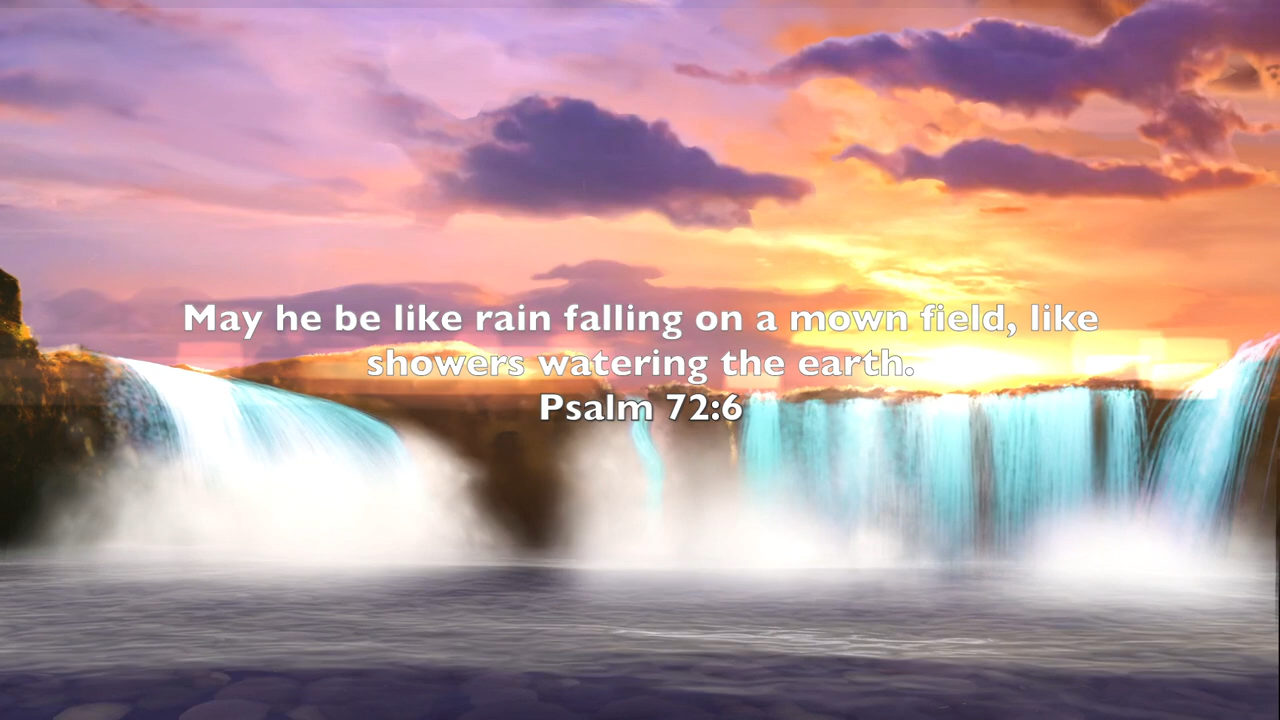 May he be like rain falling on a mown field, like
showers watering the earth.
Psalm 72:6